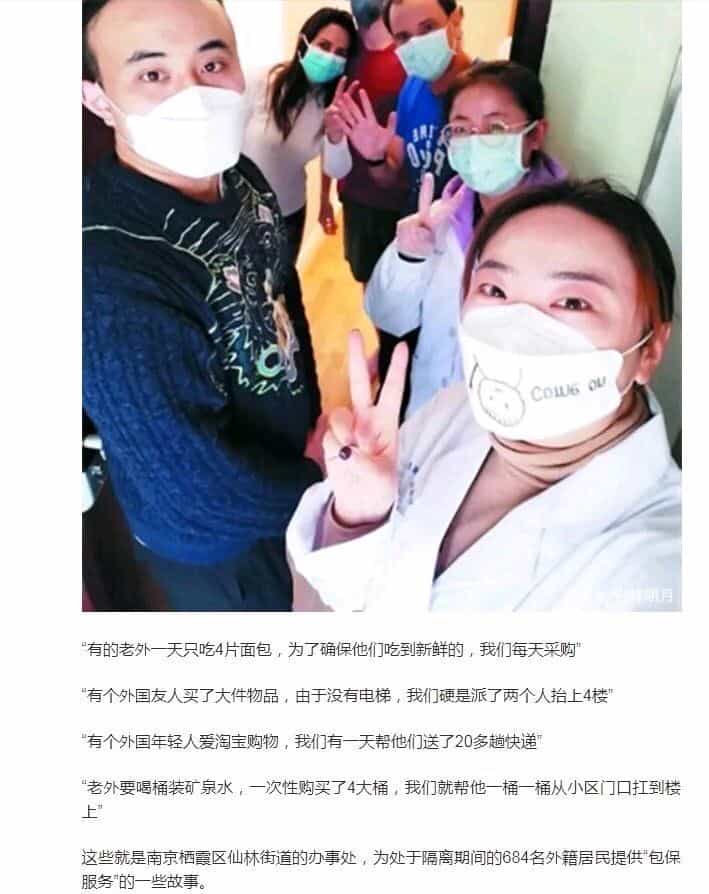 COME ON
“有的老外一天只吃4片面包，为了确保他们吃到新鲜的，我们每天采购”
“有个外国友人买了大件物品，由于没有电梯，我们硬是派了两个人抬上4楼”
“有个外国年轻人爱淘宝购物，我们有一天帮他们送了20多趟快递”
“老外要喝桶装矿泉水，一次性购买了4大桶，我们就帮他一桶一桶从小区门口扛到楼
上”
这些就是南京栖霞区仙林街道的办事处，为处于隔离期间的684名外籍居民提供“包保
服务”的一些故事。